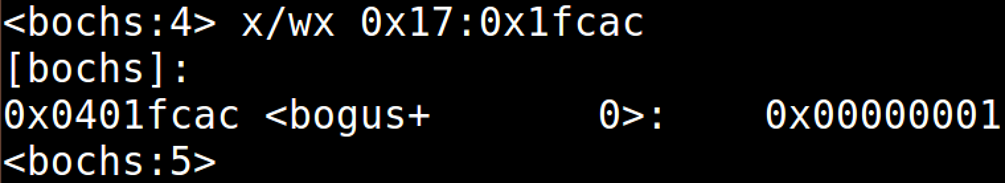 <bochs:4> x/wx 0x17:0x1fcac
[bochs]:
0x0401fcac <bogus+       0>:    0x00000001
<bochs:5>